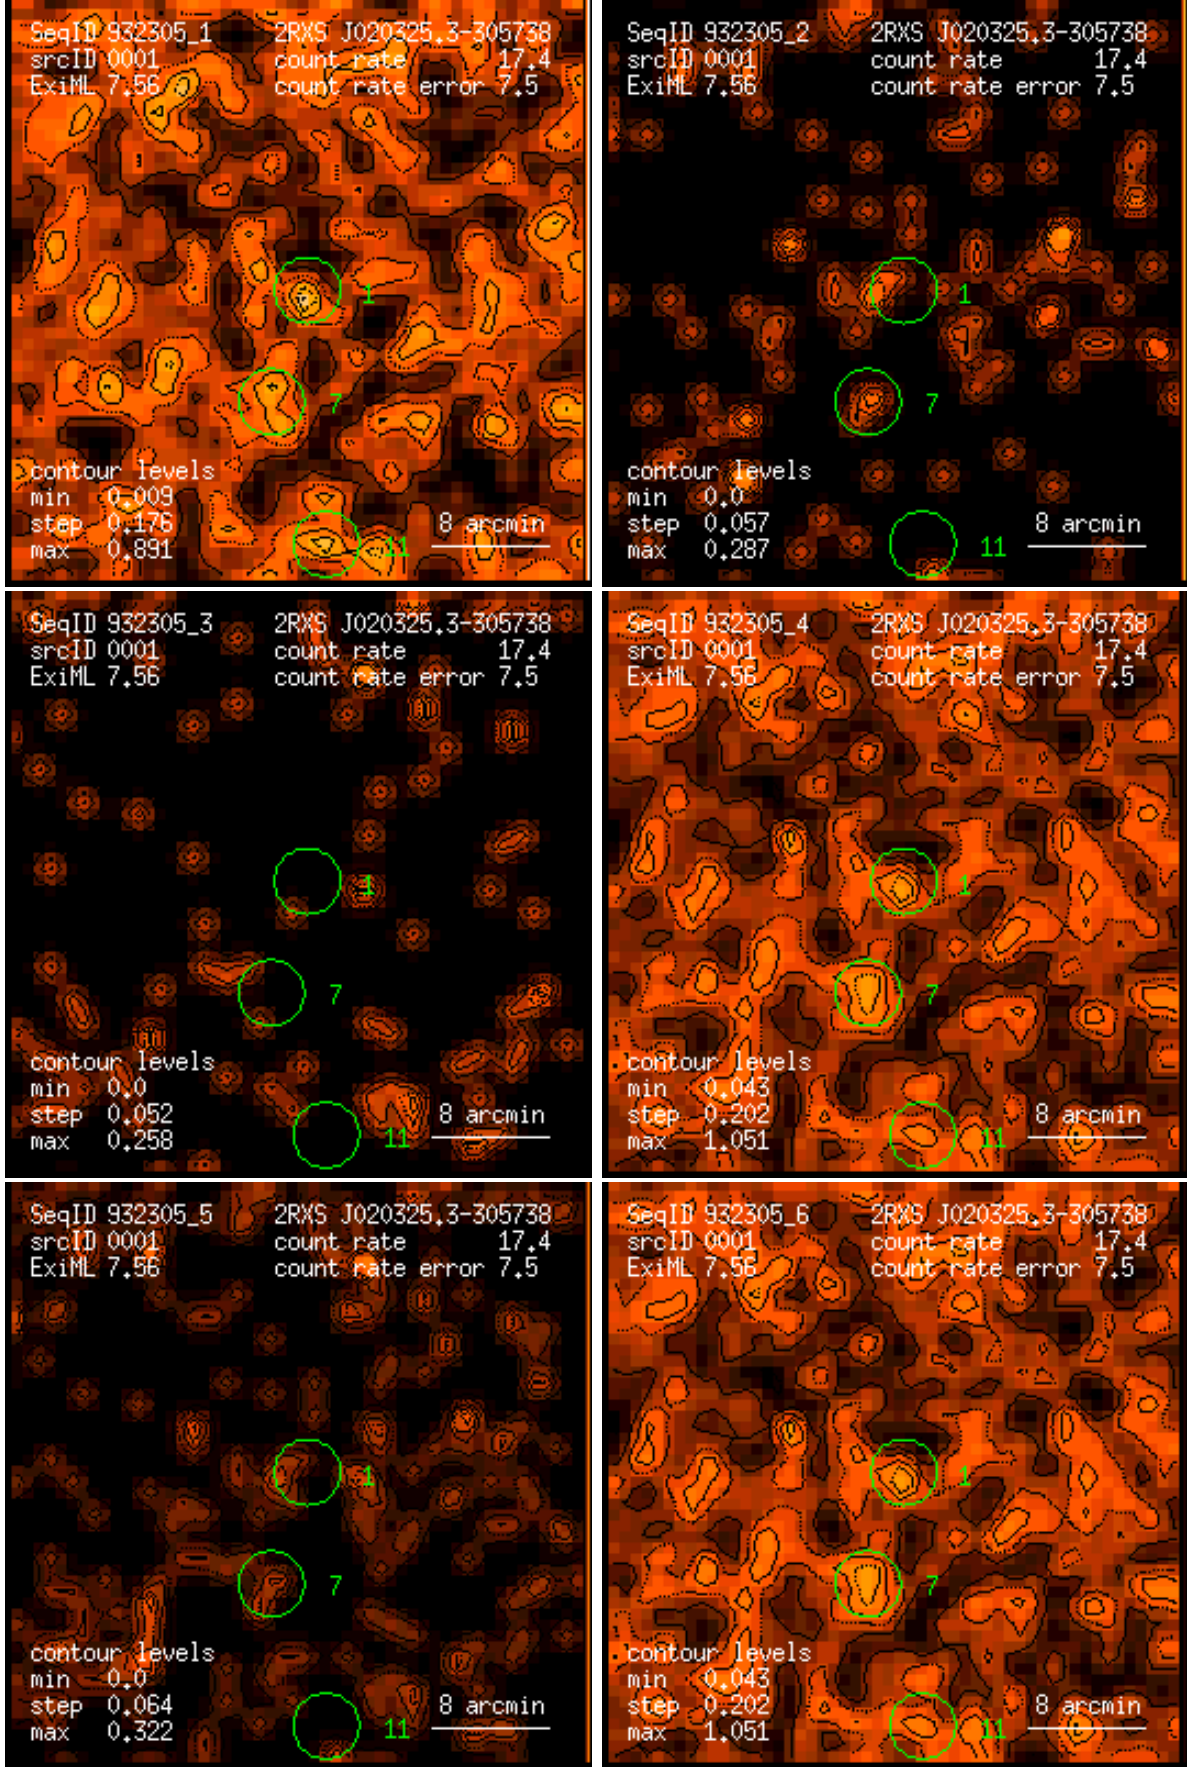 SeqID 932305_1 2RXS J020325.3-305738
srcID 0001 count rate 17.4
ExiML 7.56 count rate error 7.5
1
7
contour levels
min 0.009
step 0.176 8 arcmin
max 0.891 11
SeqID 932305_2 2RXS J020325.3-305738
srcID 0001 count rate 17.4
ExiML 7.56 count rate error 7.5
1
7
contour levels
min 0.0
step 0.057 8 arcmin
max 0.287 11
SeqID 932305_3 2RXS J020325.3-305738
srcID 0001 count rate 17.4
ExiML 7.56 count rate error 7.5
1
7
contour levels
min 0.0
step 0.052 8 arcmin
max 0.258 11
SeqID 932305_4 2RXS J020325.3-305738
srcID 0001 count rate 17.4
ExiML 7.56 count rate error 7.5
1
7
contour levels
min 0.043
step 0.202 8 arcmin
max 1.051 11
SeqID 932305_5 2RXS J020325.3-305738
srcID 0001 count rate 17.4
ExiML 7.56 count rate error 7.5
1
7
contour levels
min 0.0
step 0.064 8 arcmin
max 0.322 11
SeqID 932305_6 2RXS J020325.3-305738
srcID 0001 count rate 17.4
ExiML 7.56 count rate error 7.5
1
7
contour levels
min 0.043
step 0.202 8 arcmin
max 1.051 11